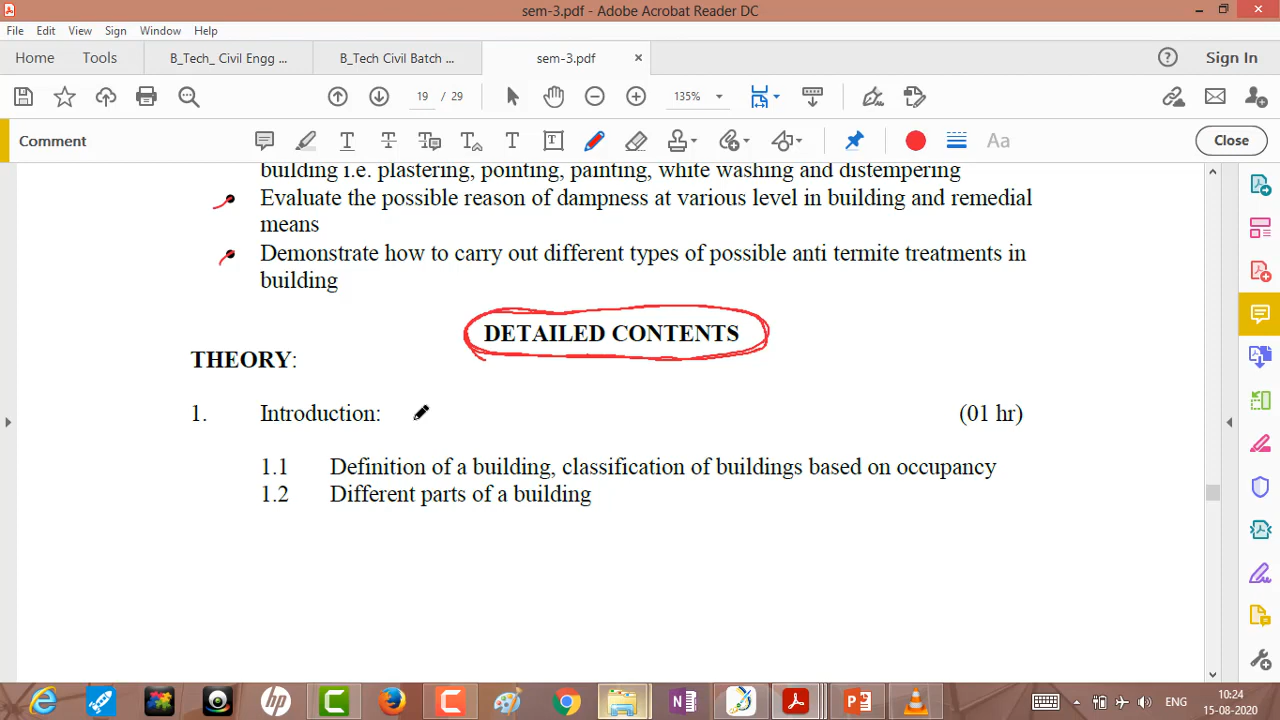 sem-3.pdf - Adobe Acrobat Reader DC
File Edit View Sign Window Help
Home Tools B_Tech_ Civil Engg ... B_Tech Civil Batch ... sem-3.pdf × Sign In
19 / 29 135%
Comment Close
building i.e. plastering, pointing, painting, white washing and distempering
Evaluate the possible reason of dampness at various level in building and remedial
means
Demonstrate how to carry out different types of possible anti termite treatments in
building
DETAILED CONTENTS
THEORY:
1. Introduction: (01 hr)
1.1 Definition of a building, classification of buildings based on occupancy
1.2 Different parts of a building
ENG
10:24
15-08-2020